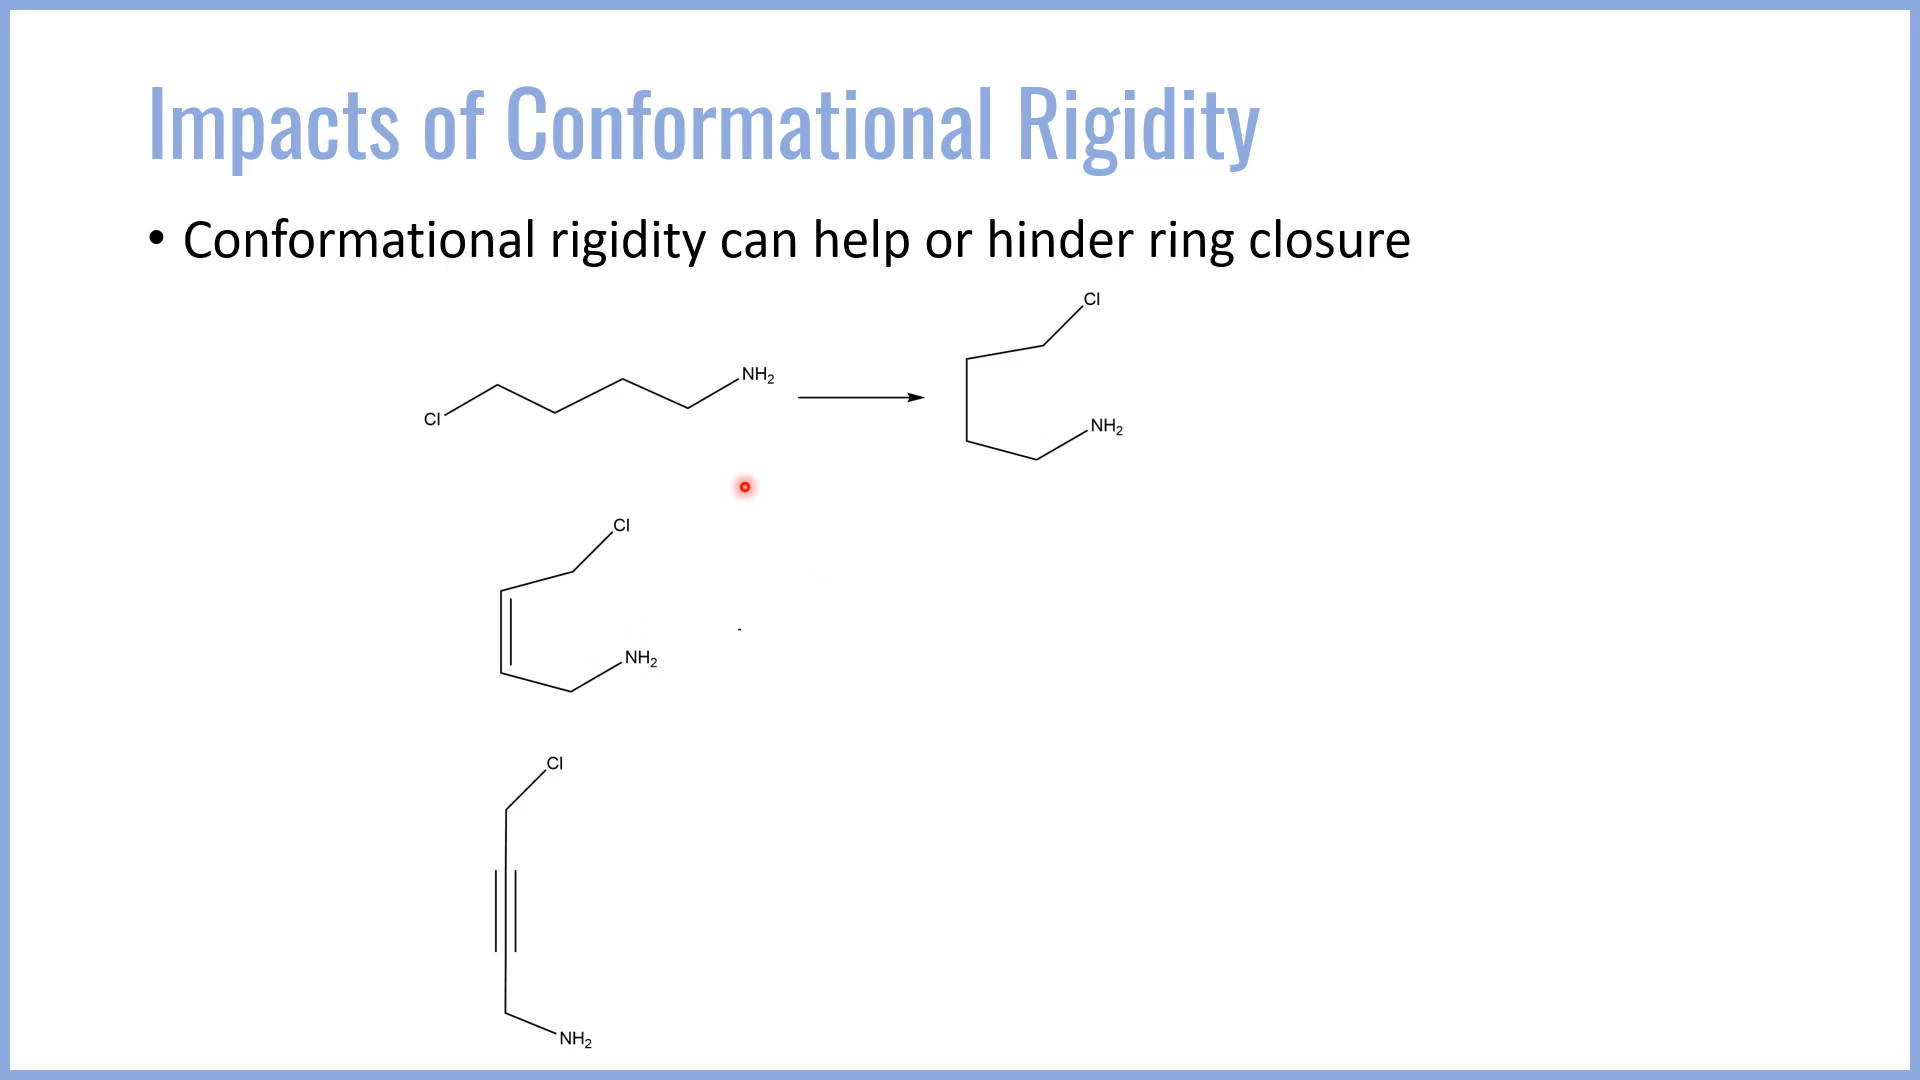 Impacts of Conformational Rigidity
• Conformational rigidity can help or hinder ring closure
Cl
NH₂
Cl
NH₂
Cl
NH₂
Cl
NH₂